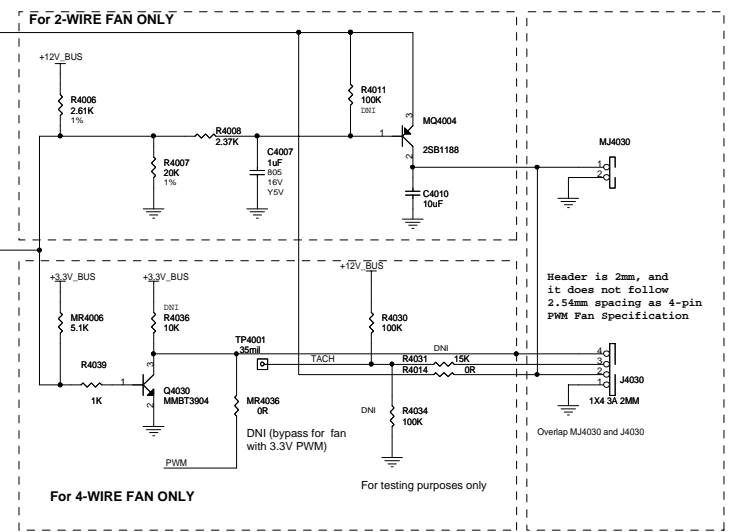 For 2-WIRE FAN ONLY
+12V_BUS
R4006
2.61K
1%
R4007
20K
1%
R4008
2.37K
C4007
1uF
805
16V
Y5V
R4011
100K
DNI
3
1
2
MQ4004
2SB1188
C4010
10uF
MJ4030
1
2
Header is 2mm, and
it does not follow
2.54mm spacing as 4-pin
PWM Fan Specification
+3.3V_BUS
+3.3V_BUS
+12V_BUS
MR4006
5.1K
DNI
R4036
10K
R4039
1K
3
1
2
Q4030
MMBT3904
TP4001
35mil
TACH
MR4036
0R
DNI (bypass for fan
with 3.3V PWM)
PWM
R4030
100K
DNI
R4031
15K
R4014
0R
DNI
R4034
100K
For testing purposes only
4
3
2
1
J4030
1X4 3A 2MM
Overlap MJ4030 and J4030
For 4-WIRE FAN ONLY